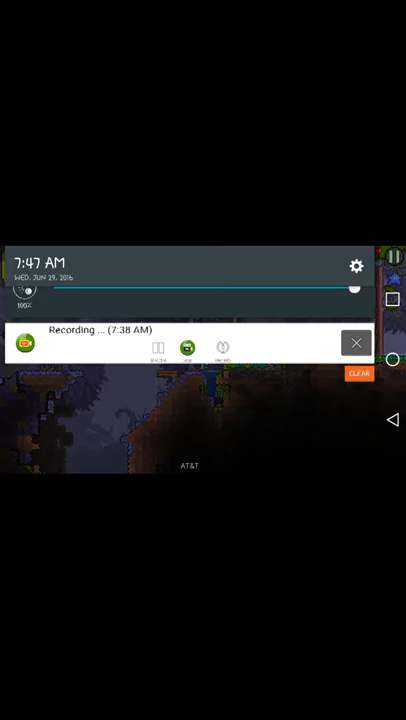 7:47 AM
WED, JUN 29, 2016
100%
Recording ... (7:38 AM)
CLEAR
AT&T